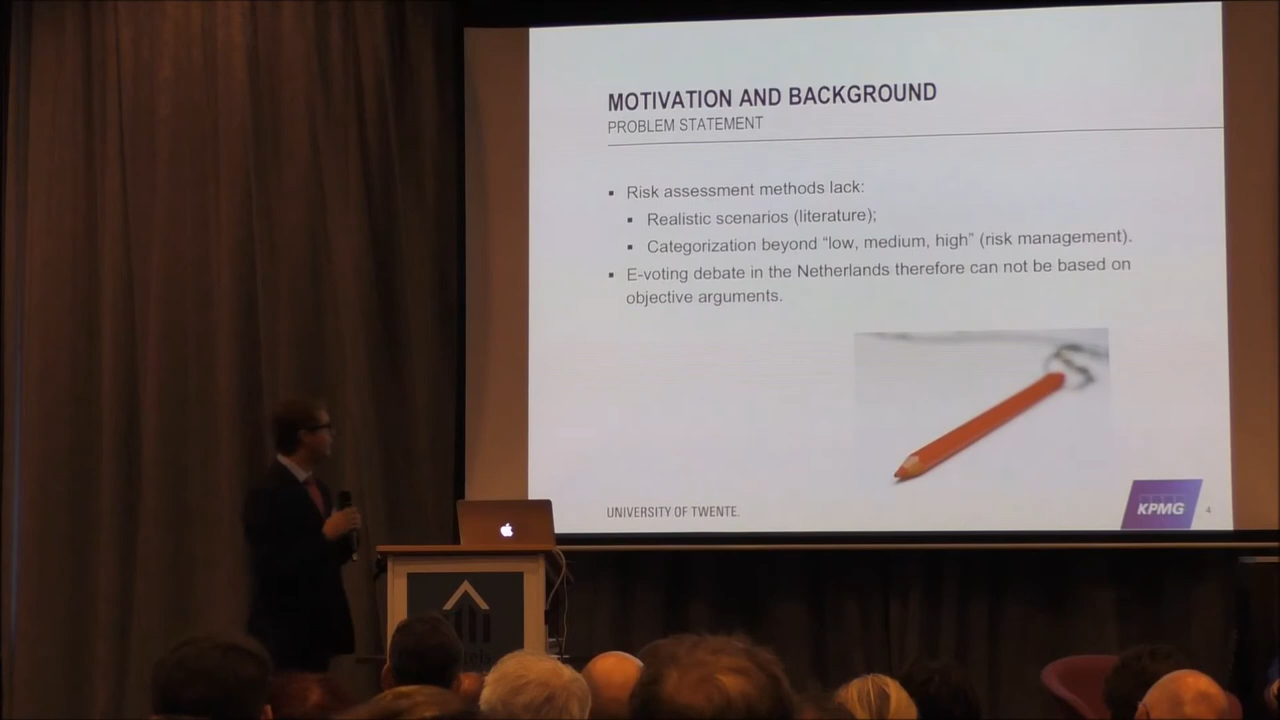 MOTIVATION AND BACKGROUND
PROBLEM STATEMENT
▪ Risk assessment methods lack:
▪ Realistic scenarios (literature);
▪ Categorization beyond “low, medium, high” (risk management).
▪ E-voting debate in the Netherlands therefore can not be based on
objective arguments.
UNIVERSITY OF TWENTE.
KPMG
4